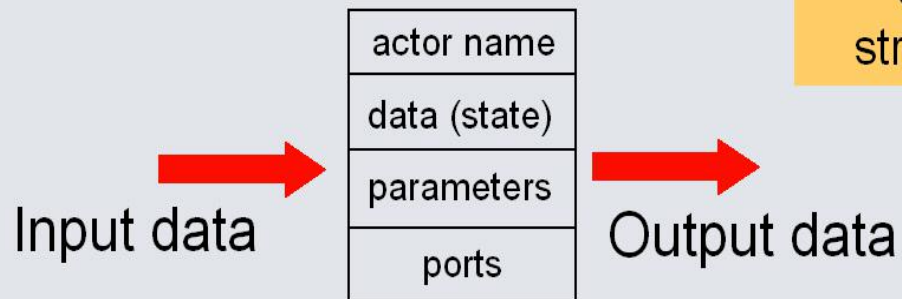 actor name
data (state)
parameters
ports
Input data
Output data